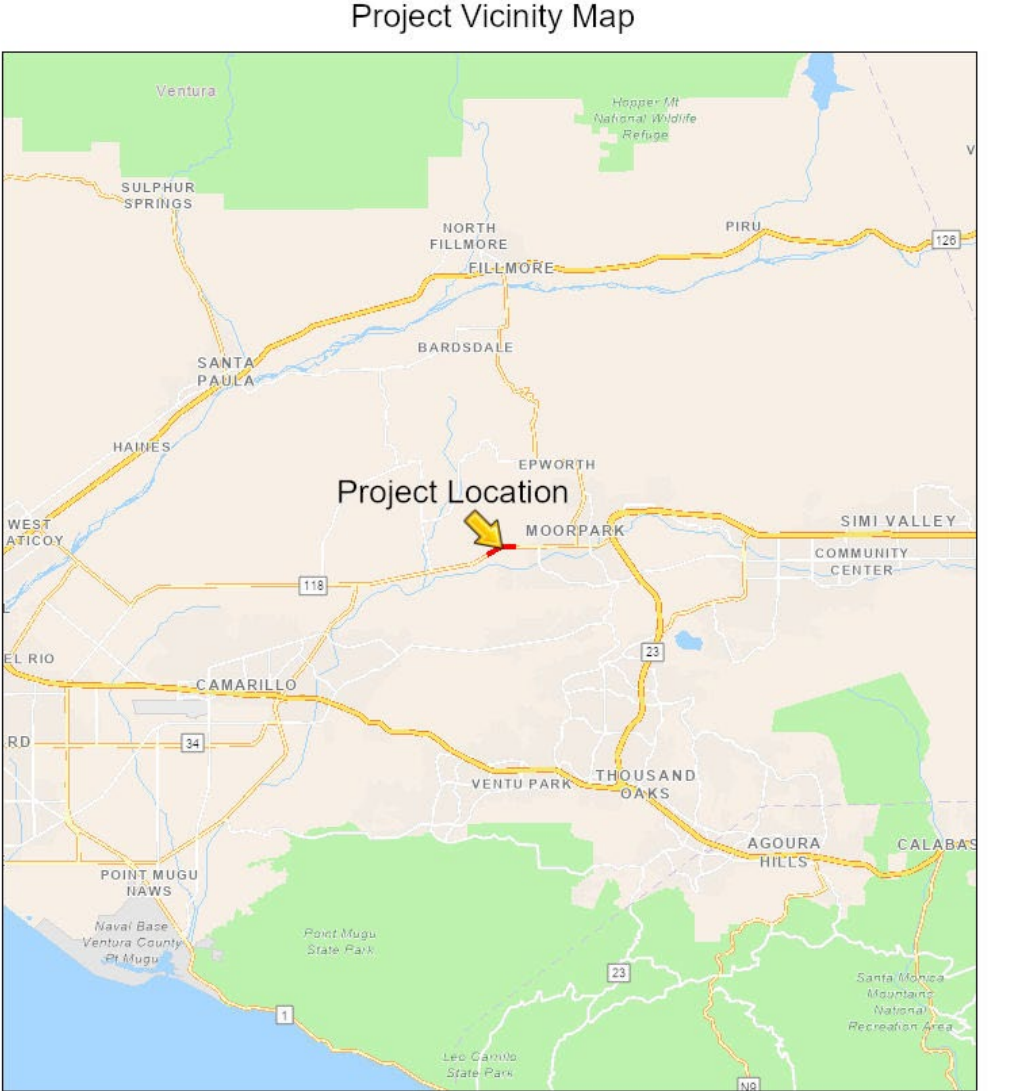 Project Vicinity Map
Ventura
Hopper Mt
National Wildlife
Refuge
V
SULPHUR
SPRINGS
NORTH
FILLMORE
PIRU
126
FILLMORE
BARDSDALE
SANTA
PAULA
HAINES
EPWORTH
Project Location
WEST
ATICOY
MOORPARK
SIMI VALLEY
COMMUNITY
CENTER
118
L
EL RIO
23
CAMARILLO
RD
34
VENTU PARK
THOUSAND
OAKS
AGOURA
HILLS
CALABAS
POINT MUGU
NAWS
Naval Base
Ventura County
Pt Mugu
Point Mugu
State Park
23
Santa Monica
Mountains
National
Recreation Area
1
Leo Carrillo
State Park
N9